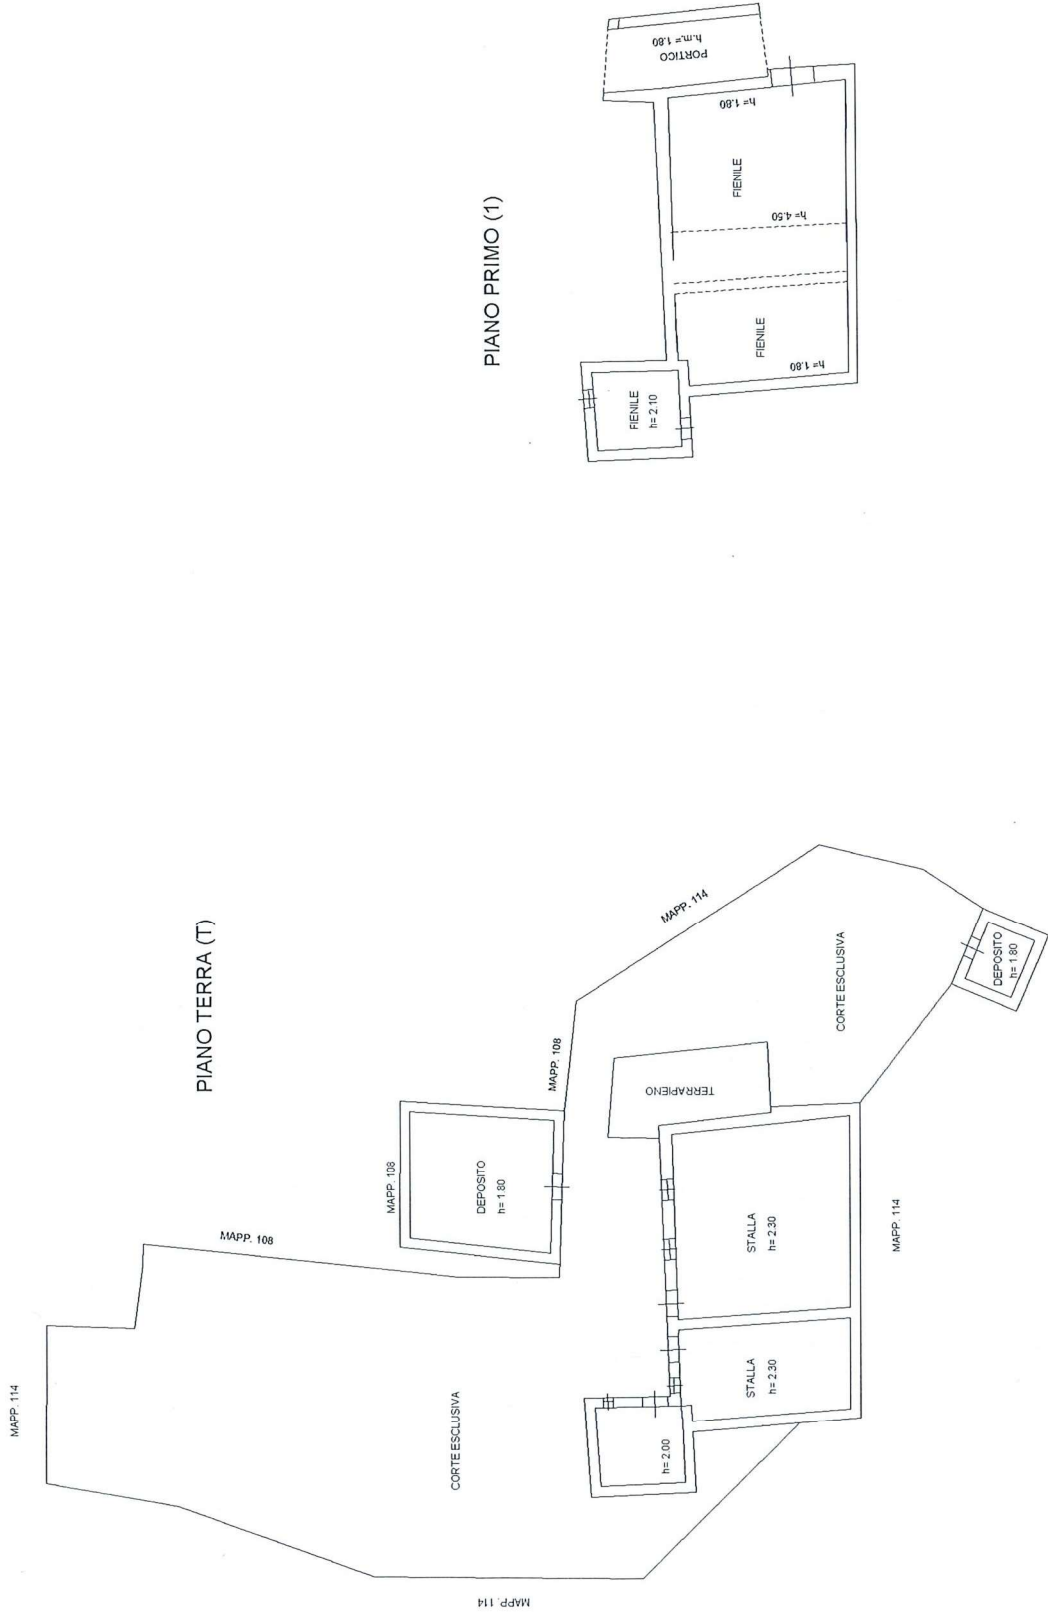 PIANO TERRA (T)
MAPP. 114
MAPP. 108
MAPP. 108
DEPOSITO
h= 1.80
MAPP. 108
MAPP. 114
CORTE ESCLUSIVA
TERRAPIENO
CORTE ESCLUSIVA
DEPOSITO
h= 1.80
h= 2.00
STALLA
h= 2.30
STALLA
h= 2.30
MAPP. 114
MAPP. 114
PIANO PRIMO (1)
FIENILE
h= 2.10
FIENILE
h= 1.80
FIENILE
h= 4.50
h= 1.80
PORTICO
h.m.= 1.80